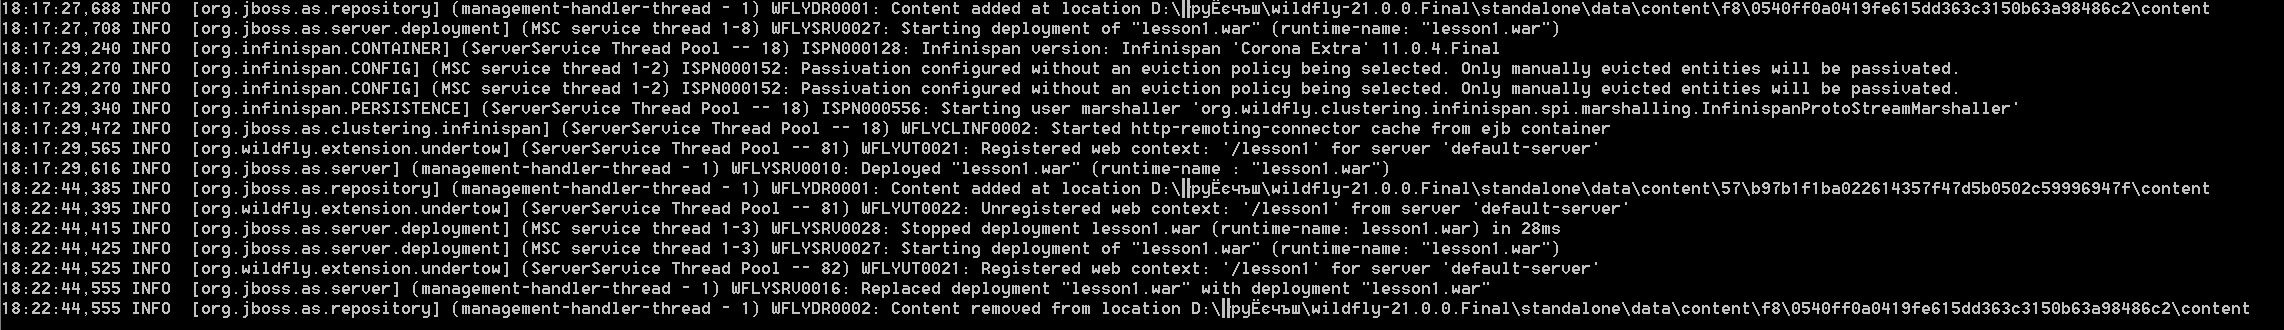 18:17:27,688 INFO  [org.jboss.as.repository] (management-handler-thread - 1) WFLYDR0001: Content added at location D:\╟руЁєчъш\wildfly-21.0.0.Final\standalone\data\content\f8\0540ff0a0419fe615dd363c3150b63a98486c2\content
18:17:27,708 INFO  [org.jboss.as.server.deployment] (MSC service thread 1-8) WFLYSRV0027: Starting deployment of "lesson1.war" (runtime-name: "lesson1.war")
18:17:29,240 INFO  [org.infinispan.CONTAINER] (ServerService Thread Pool -- 18) ISPN000128: Infinispan version: Infinispan 'Corona Extra' 11.0.4.Final
18:17:29,270 INFO  [org.infinispan.CONFIG] (MSC service thread 1-2) ISPN000152: Passivation configured without an eviction policy being selected. Only manually evicted entities will be passivated.
18:17:29,270 INFO  [org.infinispan.CONFIG] (MSC service thread 1-2) ISPN000152: Passivation configured without an eviction policy being selected. Only manually evicted entities will be passivated.
18:17:29,340 INFO  [org.infinispan.PERSISTENCE] (ServerService Thread Pool -- 18) ISPN000556: Starting user marshaller 'org.wildfly.clustering.infinispan.spi.marshalling.InfinispanProtoStreamMarshaller'
18:17:29,472 INFO  [org.jboss.as.clustering.infinispan] (ServerService Thread Pool -- 18) WFLYCLINF0002: Started http-remoting-connector cache from ejb container
18:17:29,565 INFO  [org.wildfly.extension.undertow] (ServerService Thread Pool -- 81) WFLYUT0021: Registered web context: '/lesson1' for server 'default-server'
18:17:29,616 INFO  [org.jboss.as.server] (management-handler-thread - 1) WFLYSRV0010: Deployed "lesson1.war" (runtime-name : "lesson1.war")
18:22:44,385 INFO  [org.jboss.as.repository] (management-handler-thread - 1) WFLYDR0001: Content added at location D:\╟руЁєчъш\wildfly-21.0.0.Final\standalone\data\content\57\b97b1f1ba022614357f47d5b0502c59996947f\content
18:22:44,395 INFO  [org.wildfly.extension.undertow] (ServerService Thread Pool -- 81) WFLYUT0022: Unregistered web context: '/lesson1' from server 'default-server'
18:22:44,415 INFO  [org.jboss.as.server.deployment] (MSC service thread 1-3) WFLYSRV0028: Stopped deployment lesson1.war (runtime-name: lesson1.war) in 28ms
18:22:44,425 INFO  [org.jboss.as.server.deployment] (MSC service thread 1-3) WFLYSRV0027: Starting deployment of "lesson1.war" (runtime-name: "lesson1.war")
18:22:44,525 INFO  [org.wildfly.extension.undertow] (ServerService Thread Pool -- 82) WFLYUT0021: Registered web context: '/lesson1' for server 'default-server'
18:22:44,555 INFO  [org.jboss.as.server] (management-handler-thread - 1) WFLYSRV0016: Replaced deployment "lesson1.war" with deployment "lesson1.war"
18:22:44,555 INFO  [org.jboss.as.repository] (management-handler-thread - 1) WFLYDR0002: Content removed from location D:\╟руЁєчъш\wildfly-21.0.0.Final\standalone\data\content\f8\0540ff0a0419fe615dd363c3150b63a98486c2\content